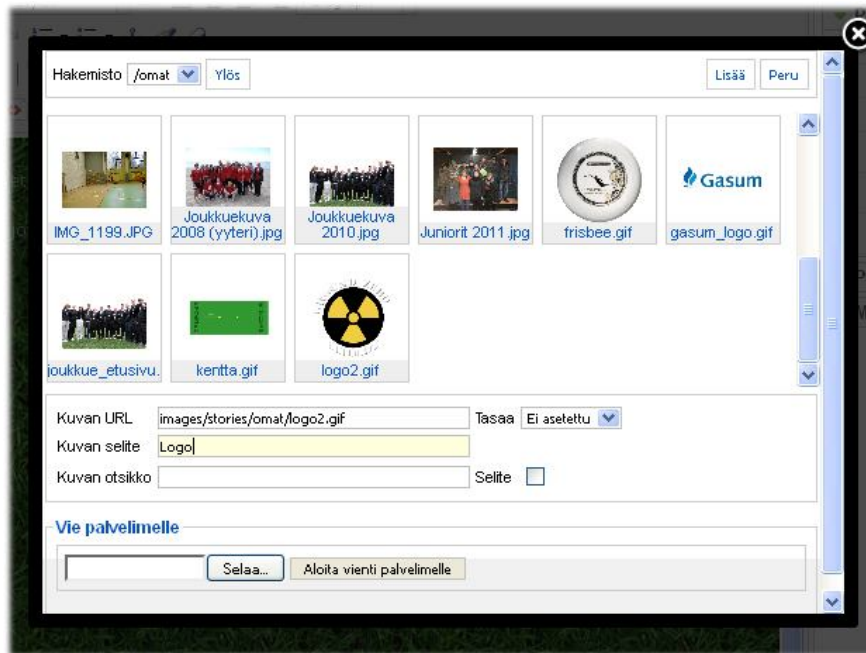 Hakemisto /omat Ylös Lisää Peru
Gasum
IMG_1199.JPG Joukkuekuva 2008 (yyteri).jpg Joukkuekuva 2010.jpg Juniorit 2011.jpg frisbee.gif gasum_logo.gif
joukkue_etusivu. kentta.gif logo2.gif
Kuvan URL images/stories/omat/logo2.gif Tasaa Ei asetettu
Kuvan selite Logo
Kuvan otsikko Selite
Vie palvelimelle
Selaa... Aloita vienti palvelimelle